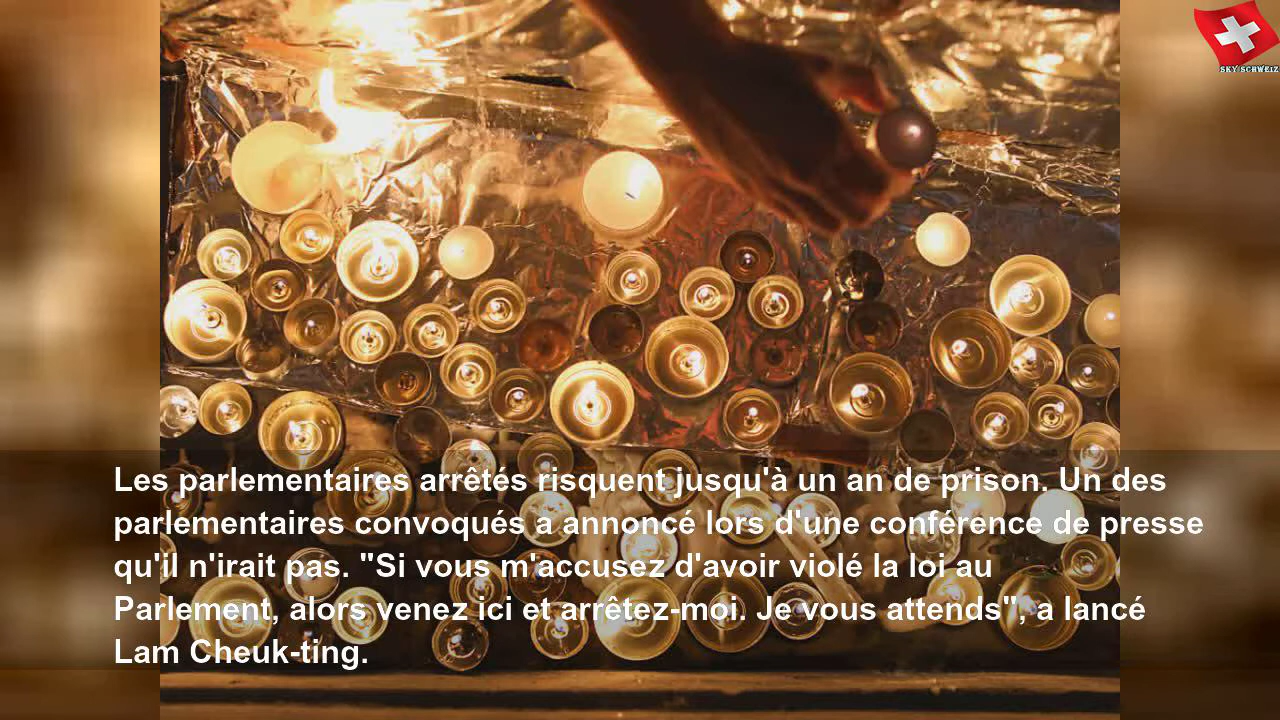 SKY SCHWEIZ
Les parlementaires arrêtés risquent jusqu'à un an de prison. Un des
parlementaires convoqués a annoncé lors d'une conférence de presse
qu'il n'irait pas. "Si vous m'accusez d'avoir violé la loi au
Parlement, alors venez ici et arrêtez-moi. Je vous attends", a lancé
Lam Cheuk-ting.